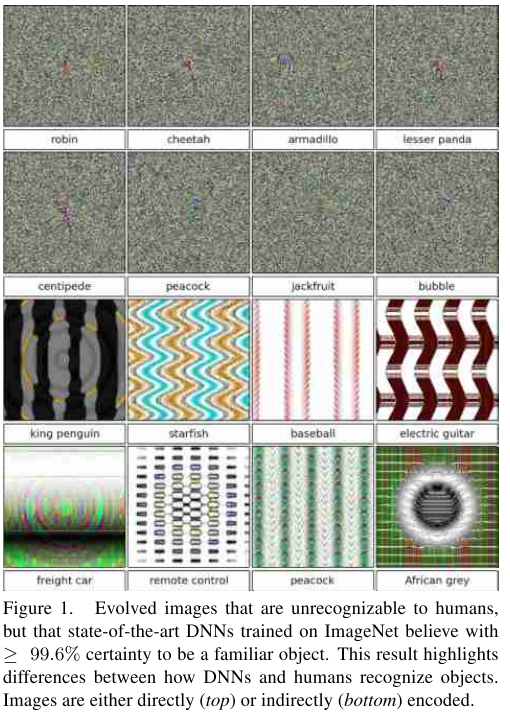 robin cheetah armadillo lesser panda
centipede peacock jackfruit bubble
king penguin starfish baseball electric guitar
freight car remote control peacock African grey
Figure 1. Evolved images that are unrecognizable to humans,
but that state-of-the-art DNNs trained on ImageNet believe with
≥ 99.6% certainty to be a familiar object. This result highlights
differences between how DNNs and humans recognize objects.
Images are either directly (top) or indirectly (bottom) encoded.